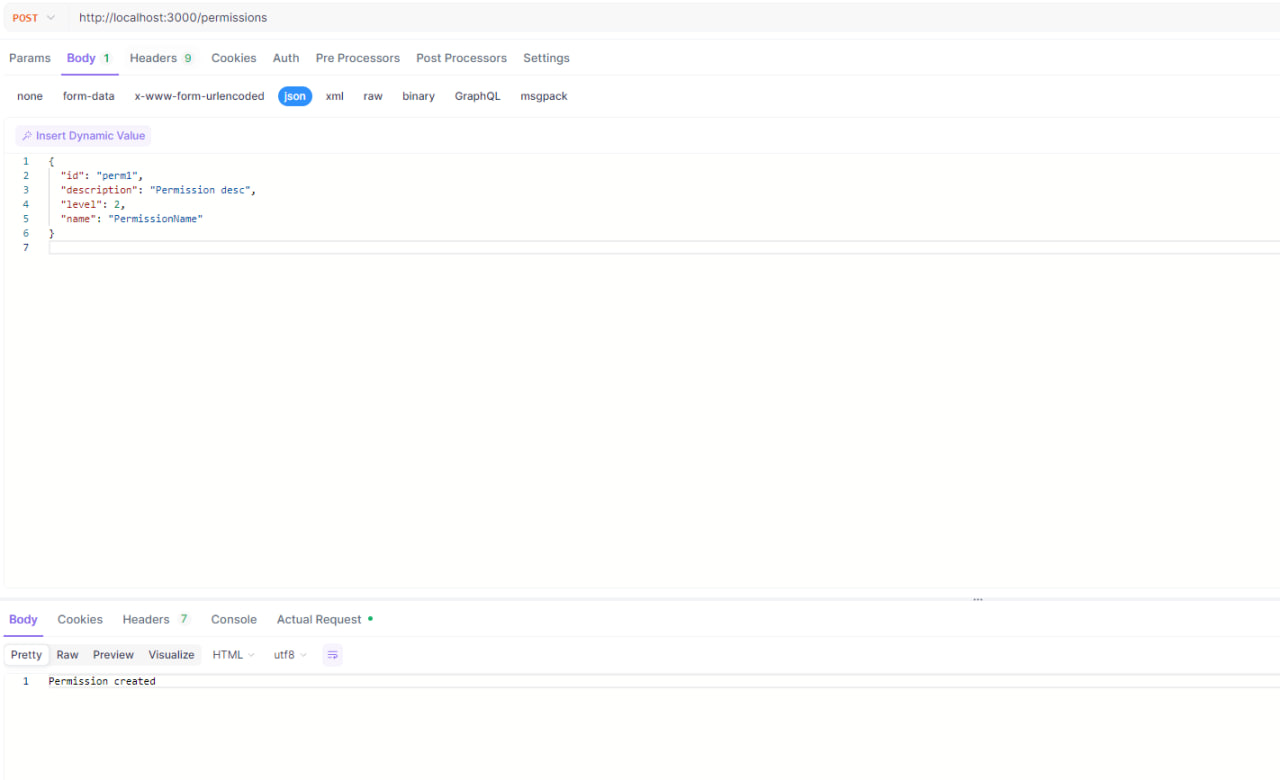 POST http://localhost:3000/permissions
Params Body 1 Headers 9 Cookies Auth Pre Processors Post Processors Settings
none form-data x-www-form-urlencoded json xml raw binary GraphQL msgpack
Insert Dynamic Value
1 {
2 "id": "perm1",
3 "description": "Permission desc",
4 "level": 2,
5 "name": "PermissionName"
6 }
7
Body Cookies Headers 7 Console Actual Request
Pretty Raw Preview Visualize HTML utf8
1 Permission created